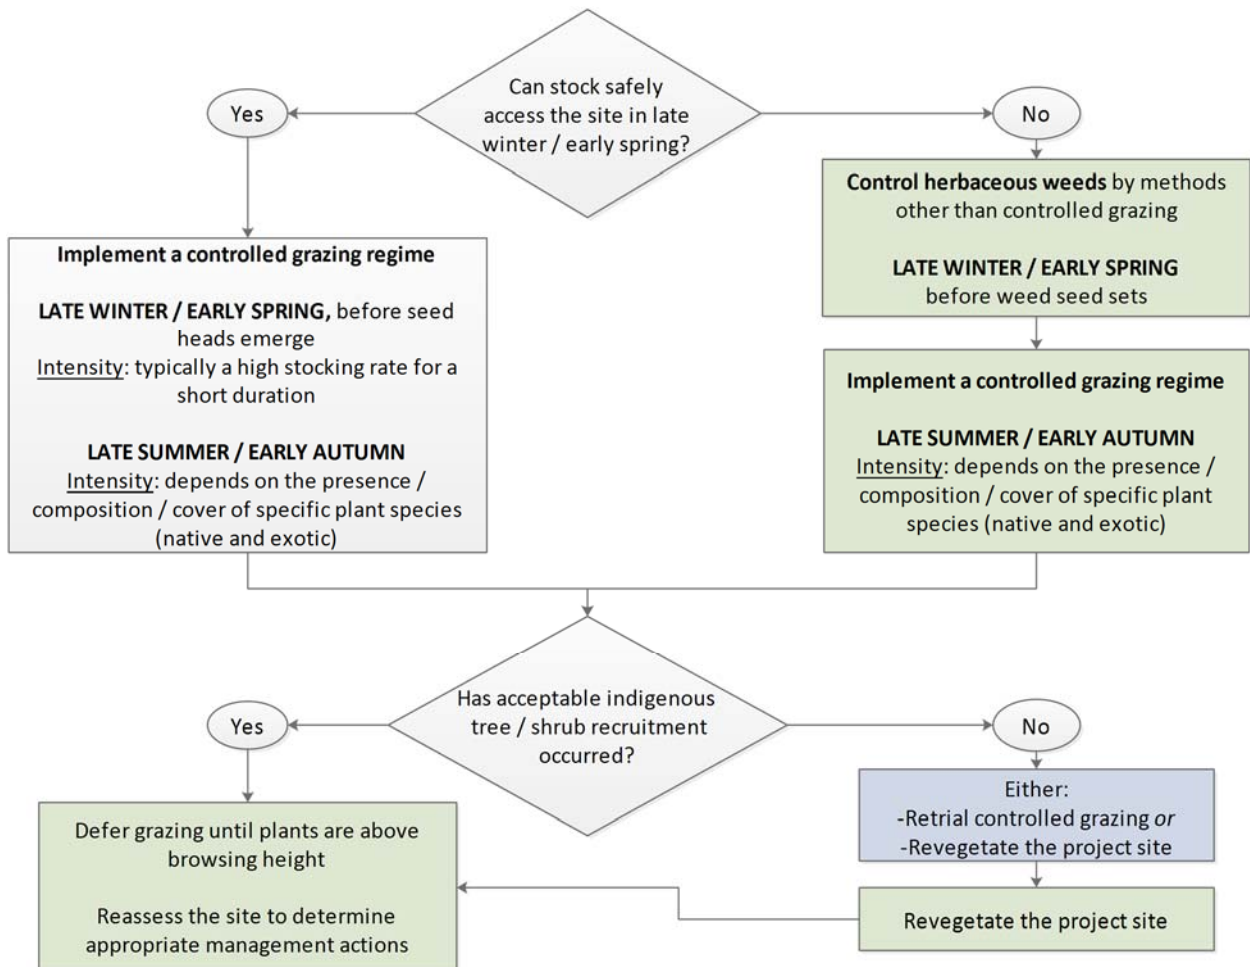 Can stock safely
access the site in late
winter / early spring?
Yes
No
Control herbaceous weeds by methods
other than controlled grazing
LATE WINTER / EARLY SPRING
before weed seed sets
Implement a controlled grazing regime
LATE WINTER / EARLY SPRING, before seed
heads emerge
Intensity: typically a high stocking rate for a
short duration
LATE SUMMER / EARLY AUTUMN
Intensity: depends on the presence /
composition / cover of specific plant species
(native and exotic)
Implement a controlled grazing regime
LATE SUMMER / EARLY AUTUMN
Intensity: depends on the presence /
composition / cover of specific plant
species (native and exotic)
Has acceptable indigenous
tree / shrub recruitment
occurred?
Yes
No
Either:
-Retrial controlled grazing or
-Revegetate the project site
Defer grazing until plants are above
browsing height
Reassess the site to determine
appropriate management actions
Revegetate the project site